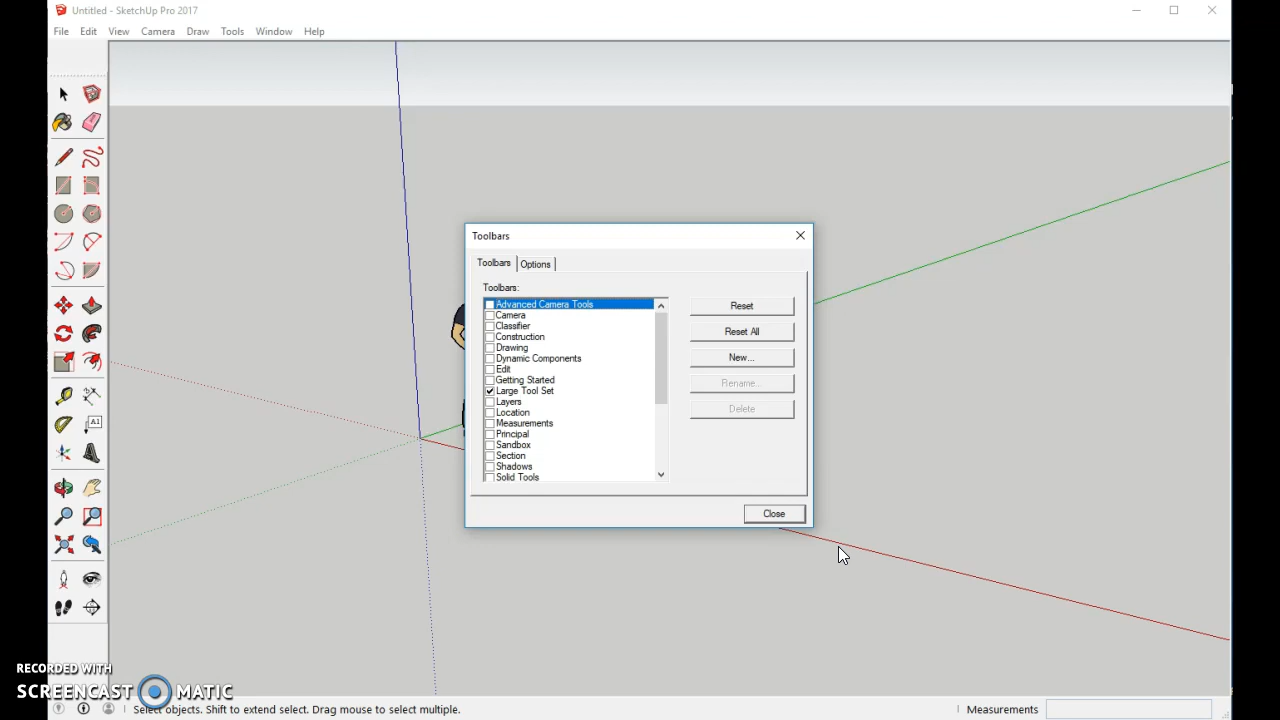 Untitled - SketchUp Pro 2017
File Edit View Camera Draw Tools Window Help
Toolbars
Toolbars Options
Toolbars:
Advanced Camera Tools
Camera
Classifier
Construction
Drawing
Dynamic Components
Edit
Getting Started
Large Tool Set
Layers
Location
Measurements
Principal
Sandbox
Section
Shadows
Solid Tools
Reset
Reset All
New...
Rename...
Delete
Close
A1
RECORDED WITH
SCREENCAST MATIC
Select objects. Shift to extend select. Drag mouse to select multiple.
Measurements